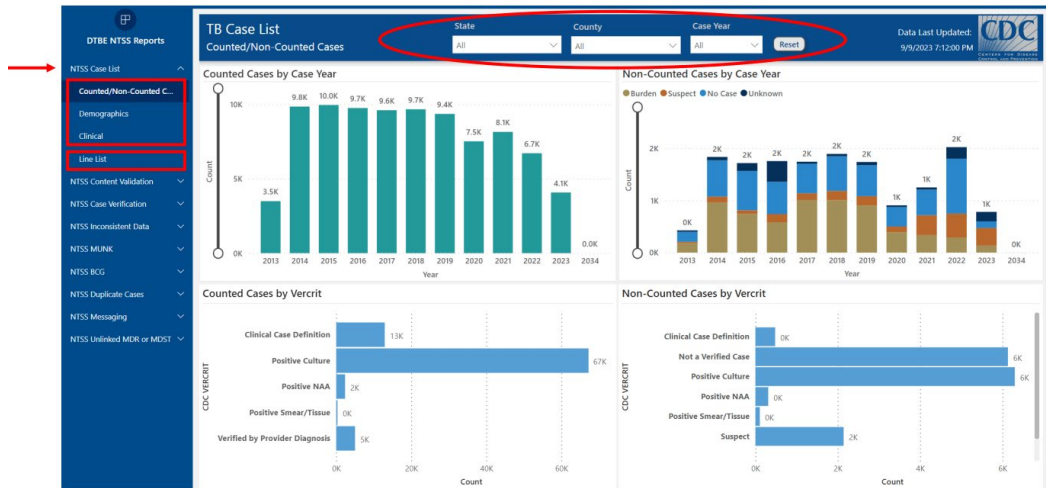 DTBE NTSS Reports
NTSS Case List
Counted/Non-Counted C...
Demographics
Clinical
Line List
NTSS Content Validation
NTSS Case Verification
NTSS Inconsistent Data
NTSS MUNK
NTSS BCG
NTSS Duplicate Cases
NTSS Messaging
NTSS Unlinked MDR or MDST
TB Case List
Counted/Non-Counted Cases
State
All
County
All
Case Year
All
Reset
Data Last Updated:
9/9/2023 7:12:00 PM
CDC
CENTERS FOR DISEASE
CONTROL AND PREVENTION
Counted Cases by Case Year
10K
5K
0K
Count
3.5K
9.8K
10.0K
9.7K
9.6K
9.7K
9.4K
7.5K
8.1K
6.7K
4.1K
0.0K
2013 2014 2015 2016 2017 2018 2019 2020 2021 2022 2023 2034
Year
Non-Counted Cases by Case Year
Burden Suspect No Case Unknown
2K
1K
0K
Count
0K
2K
2K
2K
2K
2K
2K
1K
1K
2K
1K
0K
2013 2014 2015 2016 2017 2018 2019 2020 2021 2022 2023 2034
Year
Counted Cases by Vercrit
CDC VERCRIT
Clinical Case Definition 13K
Positive Culture 67K
Positive NAA 2K
Positive Smear/Tissue 0K
Verified by Provider Diagnosis 5K
0K 20K 40K 60K
Count
Non-Counted Cases by Vercrit
CDC VERCRIT
Clinical Case Definition 0K
Not a Verified Case 6K
Positive Culture 6K
Positive NAA 0K
Positive Smear/Tissue 0K
Suspect 2K
0K 2K 4K 6K
Count